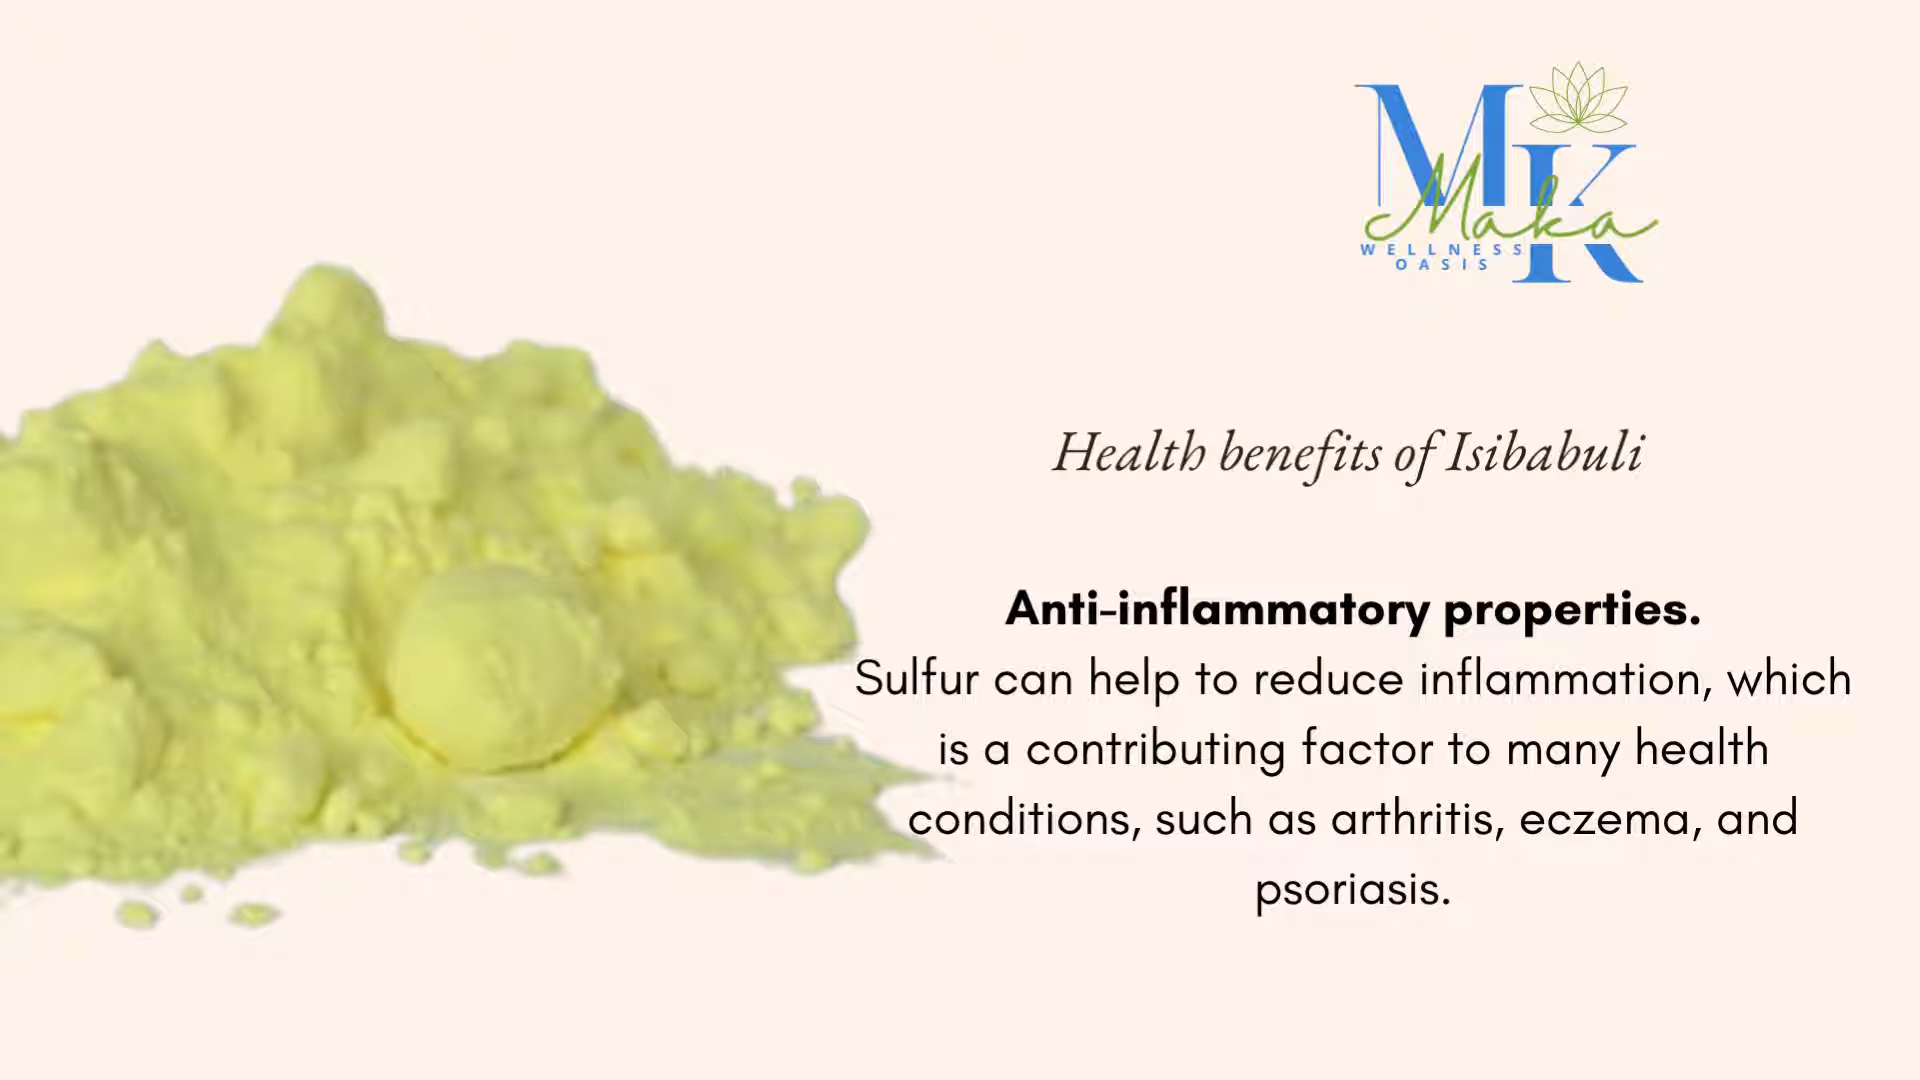 MK
Maka
WELLNESS
OASIS
Health benefits of Isibabuli
Anti-inflammatory properties.
Sulfur can help to reduce inflammation, which
is a contributing factor to many health
conditions, such as arthritis, eczema, and
psoriasis.